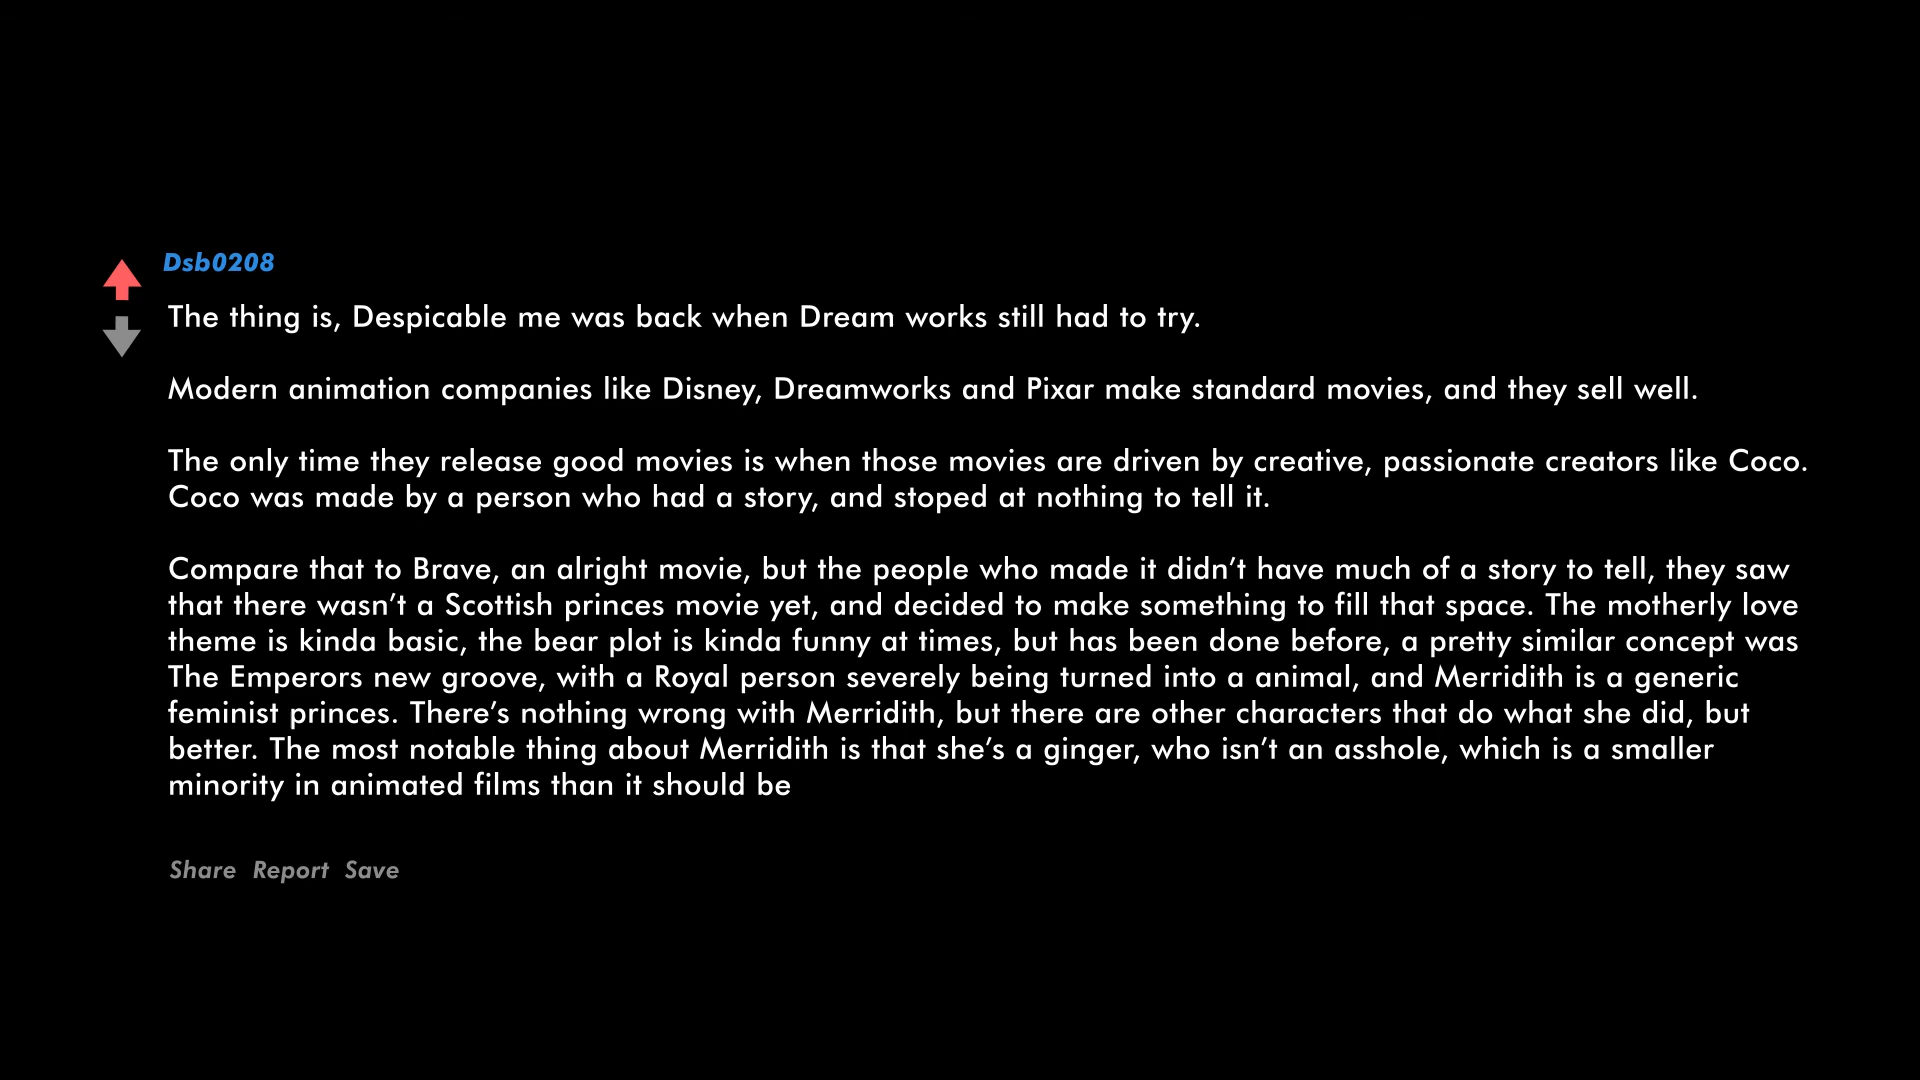 Dsb0208
The thing is, Despicable me was back when Dream works still had to try.
Modern animation companies like Disney, Dreamworks and Pixar make standard movies, and they sell well.
The only time they release good movies is when those movies are driven by creative, passionate creators like Coco.
Coco was made by a person who had a story, and stoped at nothing to tell it.
Compare that to Brave, an alright movie, but the people who made it didn’t have much of a story to tell, they saw
that there wasn’t a Scottish princes movie yet, and decided to make something to fill that space. The motherly love
theme is kinda basic, the bear plot is kinda funny at times, but has been done before, a pretty similar concept was
The Emperors new groove, with a Royal person severely being turned into a animal, and Merridith is a generic
feminist princes. There’s nothing wrong with Merridith, but there are other characters that do what she did, but
better. The most notable thing about Merridith is that she’s a ginger, who isn’t an asshole, which is a smaller
minority in animated films than it should be
Share Report Save